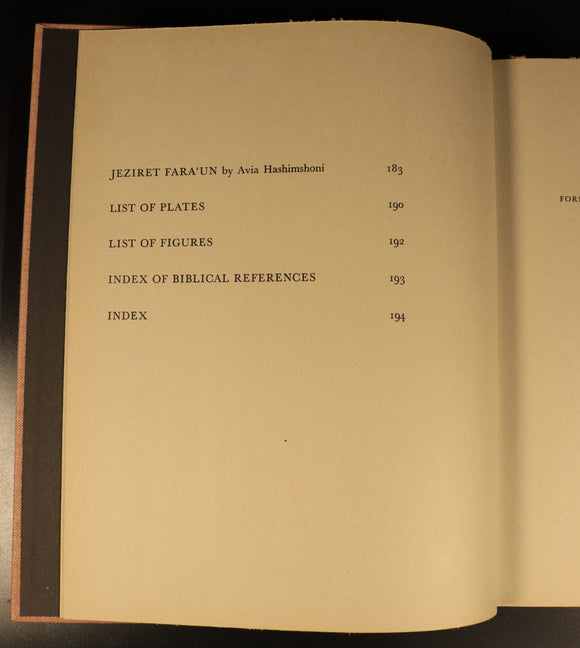 JEZIRET FARA'UN by Avia Hashimshoni 183
LIST OF PLATES 190
LIST OF FIGURES 192
INDEX OF BIBLICAL REFERENCES 193
INDEX 194